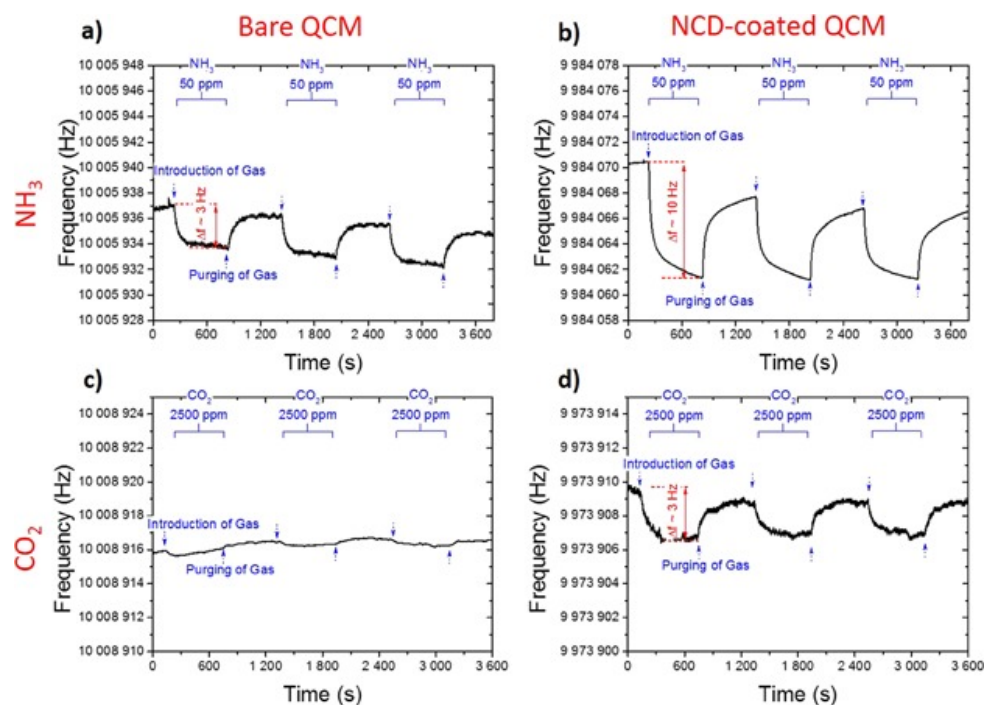 Bare QCM
NCD-coated QCM
NH3
CO2
a)
10 005 948
10 005 946
10 005 944
10 005 942
10 005 940
10 005 938
10 005 936
10 005 934
10 005 932
10 005 930
10 005 928
Frequency (Hz)
NH3 NH3 NH3
50 ppm 50 ppm 50 ppm
Introduction of Gas
Δf ~ 3 Hz
Purging of Gas
0 600 1 200 1 800 2 400 3 000 3 600
Time (s)
b)
9 984 078
9 984 076
9 984 074
9 984 072
9 984 070
9 984 068
9 984 066
9 984 064
9 984 062
9 984 060
9 984 058
Frequency (Hz)
NH3 NH3 NH3
50 ppm 50 ppm 50 ppm
Introduction of Gas
Δf ~ 10 Hz
Purging of Gas
0 600 1 200 1 800 2 400 3 000 3 600
Time (s)
c)
10 008 924
10 008 922
10 008 920
10 008 918
10 008 916
10 008 914
10 008 912
10 008 910
Frequency (Hz)
CO2 CO2 CO2
2500 ppm 2500 ppm 2500 ppm
Introduction of Gas
Purging of Gas
0 600 1 200 1 800 2 400 3 000 3 600
Time (s)
d)
9 973 914
9 973 912
9 973 910
9 973 908
9 973 906
9 973 904
9 973 902
9 973 900
Frequency (Hz)
CO2 CO2 CO2
2500 ppm 2500 ppm 2500 ppm
Introduction of Gas
Δf ~ 3 Hz
Purging of Gas
0 600 1 200 1 800 2 400 3 000 3 600
Time (s)